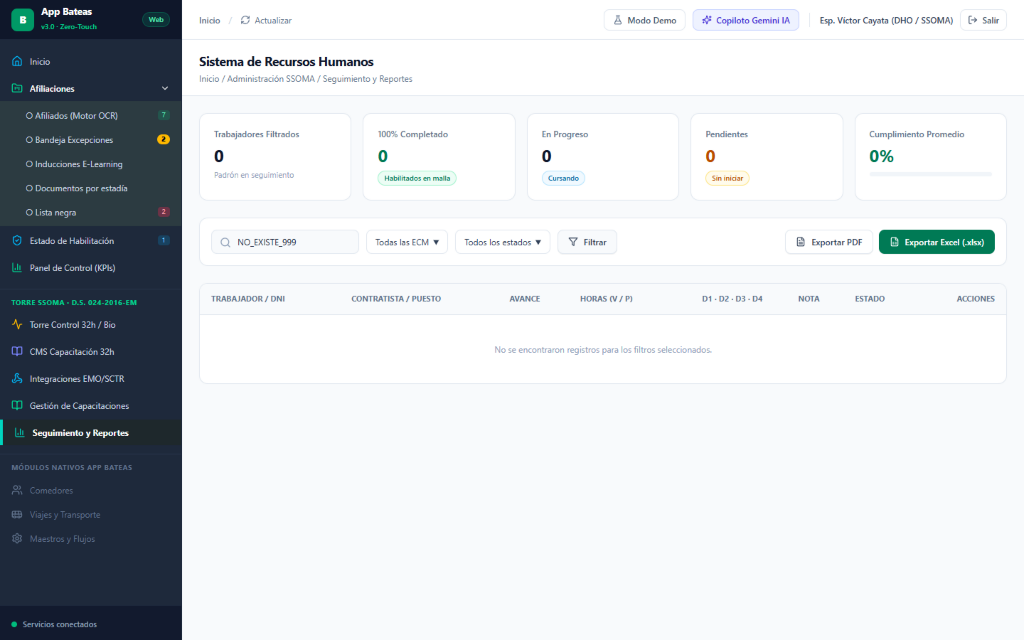 B
App Bateas
v3.0 · Zero-Touch
Web
Inicio
Afiliaciones
Afiliados (Motor OCR)
7
Bandeja Excepciones
2
Inducciones E-Learning
Documentos por estadía
Lista negra
2
Estado de Habilitación
1
Panel de Control (KPIs)
TORRE SSOMA · D.S. 024-2016-EM
Torre Control 32h / Bio
CMS Capacitación 32h
Integraciones EMO/SCTR
Gestión de Capacitaciones
Seguimiento y Reportes
MÓDULOS NATIVOS APP BATEAS
Comedores
Viajes y Transporte
Maestros y Flujos
Servicios conectados
Inicio / Actualizar
Modo Demo
Copiloto Gemini IA
Esp. Víctor Cayata (DHO / SSOMA)
Salir
Sistema de Recursos Humanos
Inicio / Administración SSOMA / Seguimiento y Reportes
Trabajadores Filtrados
0
Padrón en seguimiento
100% Completado
0
Habilitados en malla
En Progreso
0
Cursando
Pendientes
0
Sin iniciar
Cumplimiento Promedio
0%
NO_EXISTE_999
Todas las ECM ▼
Todos los estados ▼
Filtrar
Exportar PDF
Exportar Excel (.xlsx)
TRABAJADOR / DNI CONTRATISTA / PUESTO AVANCE HORAS (V / P) D1 · D2 · D3 · D4 NOTA ESTADO ACCIONES
No se encontraron registros para los filtros seleccionados.